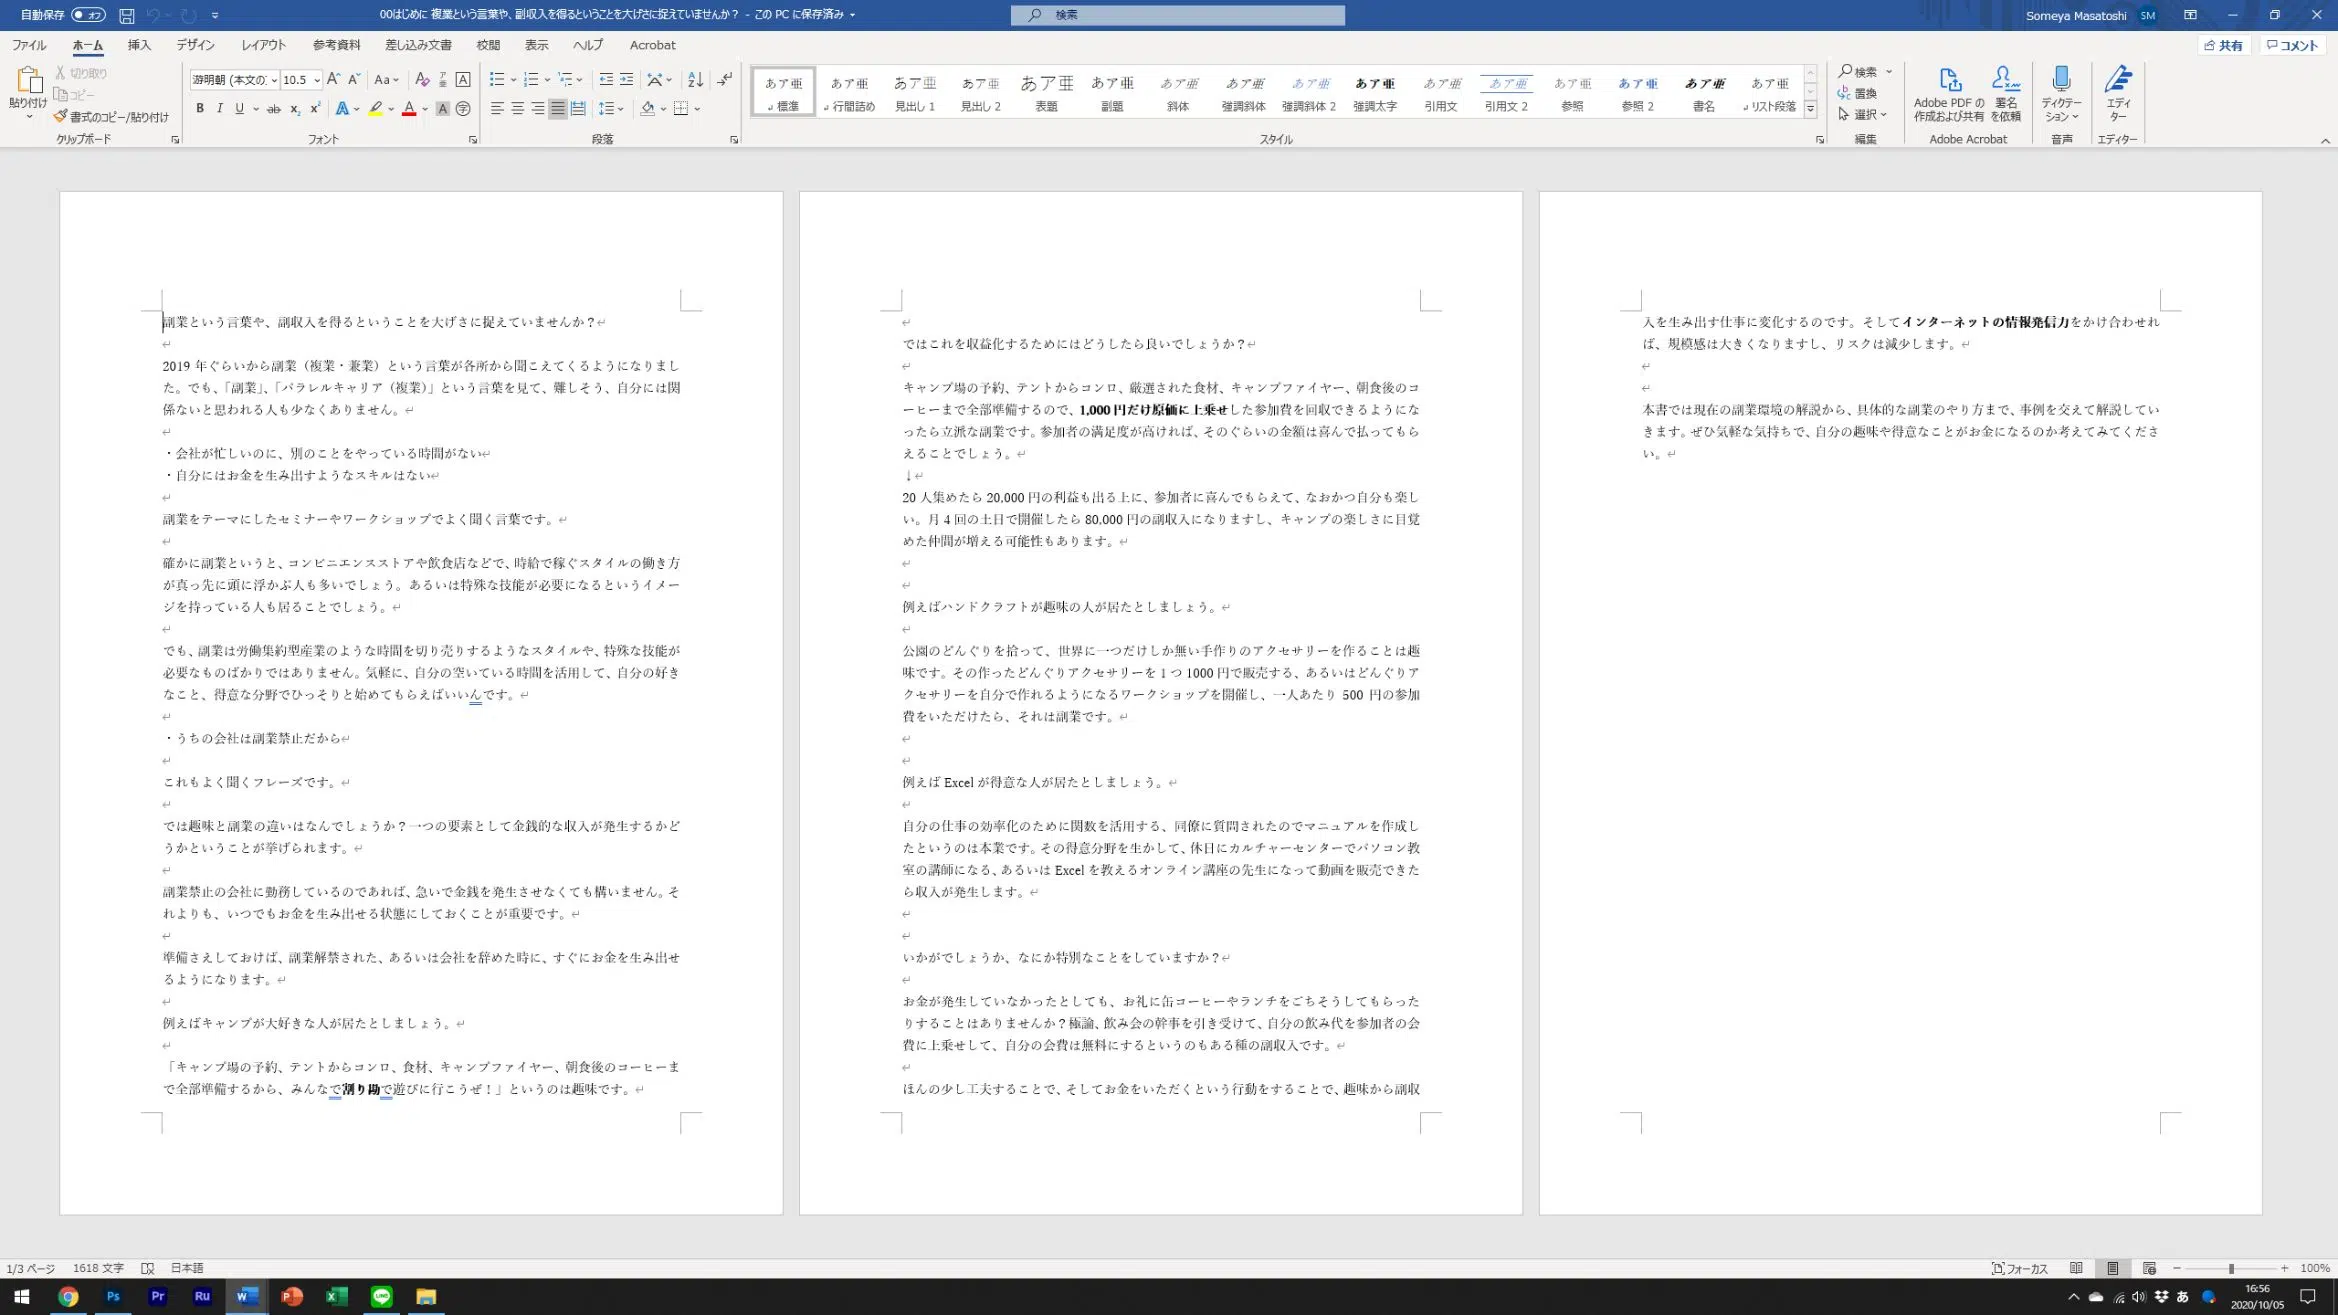 自動保存 オフ
00はじめに 複業という言葉や、副収入を得るということを大げさに捉えていませんか？ - この PC に保存済み
検索
Someya Masatoshi SM
ファイル ホーム 挿入 デザイン レイアウト 参考資料 差し込み文書 校閲 表示 ヘルプ Acrobat
共有 コメント
貼り付け
切り取り
コピー
書式のコピー/貼り付け
クリップボード
游明朝 (本文の 10.5
フォント
段落
あア亜 標準
あア亜 行間詰め
あア亜 見出し 1
あア亜 見出し 2
あア亜 表題
あア亜 副題
あア亜 斜体
あア亜 強調斜体
あア亜 強調斜体 2
あア亜 強調太字
あア亜 引用文
あア亜 引用文 2
あア亜 参照
あア亜 参照 2
あア亜 書名
あア亜 リスト段落
スタイル
検索
置換
選択
編集
Adobe PDF の作成および共有
署名を依頼
Adobe Acrobat
ディクテーション
音声
エディター
エディター
副業という言葉や、副収入を得るということを大げさに捉えていませんか？
2019 年ぐらいから副業（複業・兼業）という言葉が各所から聞こえてくるようになりまし
た。でも、「副業」、「パラレルキャリア（複業）」という言葉を見て、難しそう、自分には関
係ないと思われる人も少なくありません。
・会社が忙しいのに、別のことをやっている時間がない
・自分にはお金を生み出すようなスキルはない
副業をテーマにしたセミナーやワークショップでよく聞く言葉です。
確かに副業というと、コンビニエンスストアや飲食店などで、時給で稼ぐスタイルの働き方
が真っ先に頭に浮かぶ人も多いでしょう。あるいは特殊な技能が必要になるというイメー
ジを持っている人も居ることでしょう。
でも、副業は労働集約型産業のような時間を切り売りするようなスタイルや、特殊な技能が
必要なものばかりではありません。気軽に、自分の空いている時間を活用して、自分の好き
なこと、得意な分野でひっそりと始めてもらえばいいんです。
・うちの会社は副業禁止だから
これもよく聞くフレーズです。
では趣味と副業の違いはなんでしょうか？一つの要素として金銭的な収入が発生するかど
うかということが挙げられます。
副業禁止の会社に勤務しているのであれば、急いで金銭を発生させなくても構いません。そ
れよりも、いつでもお金を生み出せる状態にしておくことが重要です。
準備さえしておけば、副業解禁された、あるいは会社を辞めた時に、すぐにお金を生み出せ
るようになります。
例えばキャンプが大好きな人が居たとしましょう。
「キャンプ場の予約、テントからコンロ、食材、キャンプファイヤー、朝食後のコーヒーま
で全部準備するから、みんなで割り勘で遊びに行こうぜ！」というのは趣味です。
ではこれを収益化するためにはどうしたら良いでしょうか？
キャンプ場の予約、テントからコンロ、厳選された食材、キャンプファイヤー、朝食後のコ
ーヒーまで全部準備するので、1,000 円だけ原価に上乗せした参加費を回収できるようにな
ったら立派な副業です。参加者の満足度が高ければ、そのぐらいの金額は喜んで払ってもら
えることでしょう。
↓
20 人集めたら 20,000 円の利益も出る上に、参加者に喜んでもらえて、なおかつ自分も楽し
い。月 4 回の土日で開催したら 80,000 円の副収入になりますし、キャンプの楽しさに目覚
めた仲間が増える可能性もあります。
例えばハンドクラフトが趣味の人が居たとしましょう。
公園のどんぐりを拾って、世界に一つだけしか無い手作りのアクセサリーを作ることは趣
味です。その作ったどんぐりアクセサリーを 1 つ 1000 円で販売する、あるいはどんぐりア
クセサリーを自分で作れるようになるワークショップを開催し、一人あたり 500 円の参加
費をいただけたら、それは副業です。
例えば Excel が得意な人が居たとしましょう。
自分の仕事の効率化のために関数を活用する、同僚に質問されたのでマニュアルを作成し
たというのは本業です。その得意分野を生かして、休日にカルチャーセンターでパソコン教
室の講師になる、あるいは Excel を教えるオンライン講座の先生になって動画を販売できた
ら収入が発生します。
いかがでしょうか、なにか特別なことをしていますか？
お金が発生していなかったとしても、お礼に缶コーヒーやランチをごちそうしてもらった
りすることはありませんか？極論、飲み会の幹事を引き受けて、自分の飲み代を参加者の会
費に上乗せして、自分の会費は無料にするというのもある種の副収入です。
ほんの少し工夫することで、そしてお金をいただくという行動をすることで、趣味から副収
入を生み出す仕事に変化するのです。そしてインターネットの情報発信力をかけ合わせれ
ば、規模感は大きくなりますし、リスクは減少します。
本書では現在の副業環境の解説から、具体的な副業のやり方まで、事例を交えて解説してい
きます。ぜひ気軽な気持ちで、自分の趣味や得意なことがお金になるのか考えてみてくださ
い。
1/3 ページ 1618 文字 日本語
フォーカス 100%
Ps Pr Ru W P X LINE
あ
16:56
2020/10/05